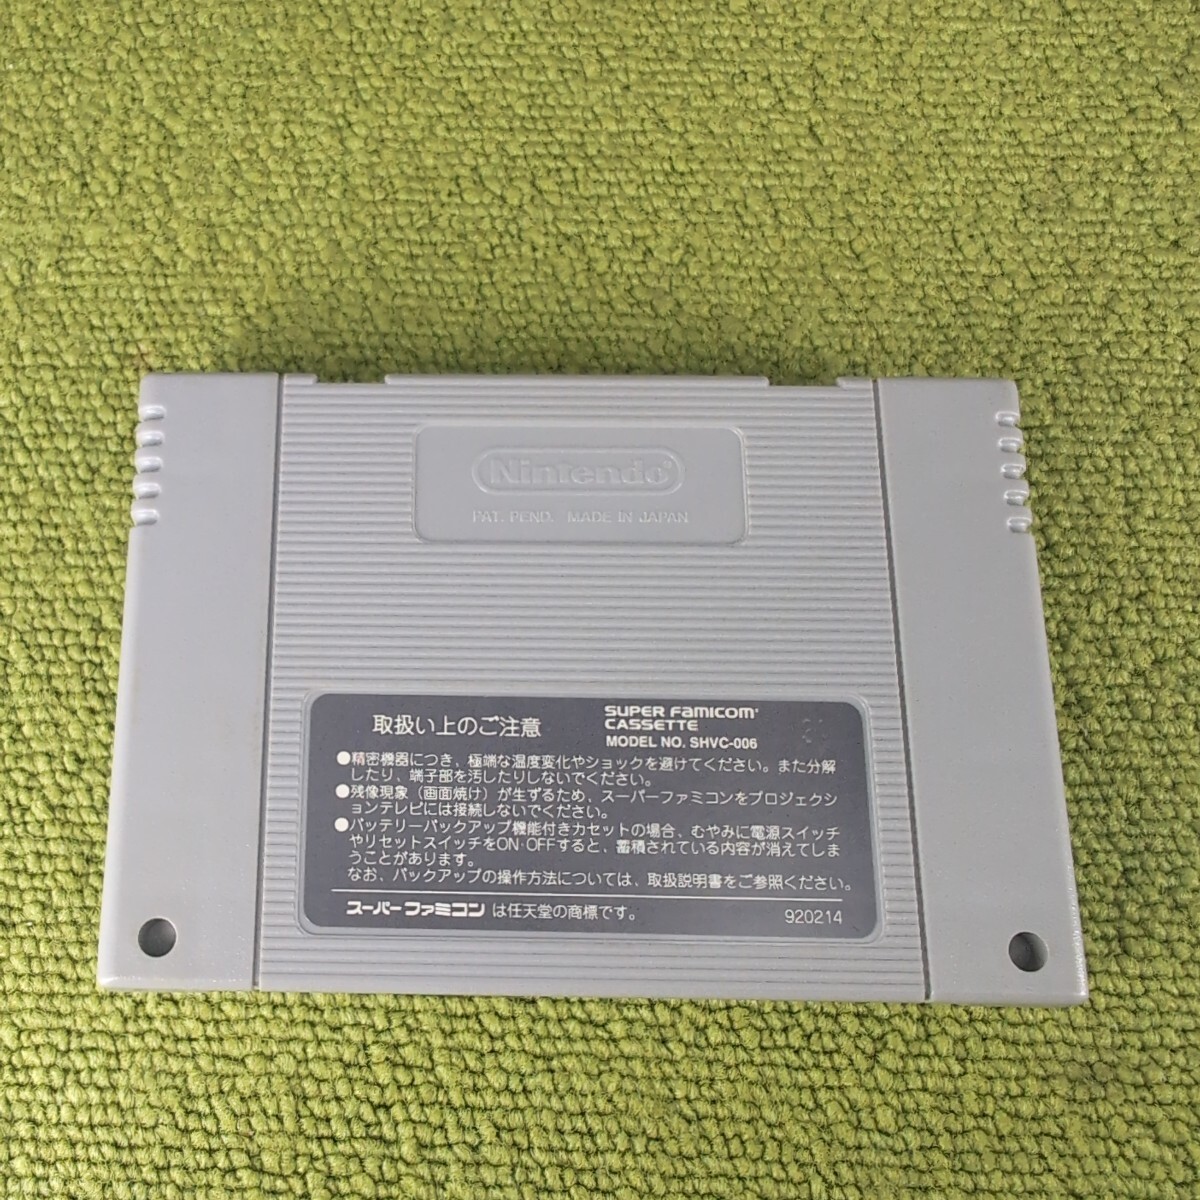 Nintendo®
PAT. PEND. MADE IN JAPAN
取扱い上のご注意
SUPER Famicom
CASSETTE
MODEL NO. SHVC-006
●精密機器につき、極端な温度変化やショックを避けてください。また分解
したり、端子部を汚したりしないでください。
●残像現象（画面焼け）が生ずるため、スーパーファミコンをプロジェクシ
ョンテレビには接続しないでください。
●バッテリーバックアップ機能付きカセットの場合、むやみに電源スイッチ
やリセットスイッチをON·OFFすると、蓄積されている内容が消えてしま
うことがあります。
なお、バックアップの操作方法については、取扱説明書をご参照ください。
スーパーファミコン は任天堂の商標です。
920214